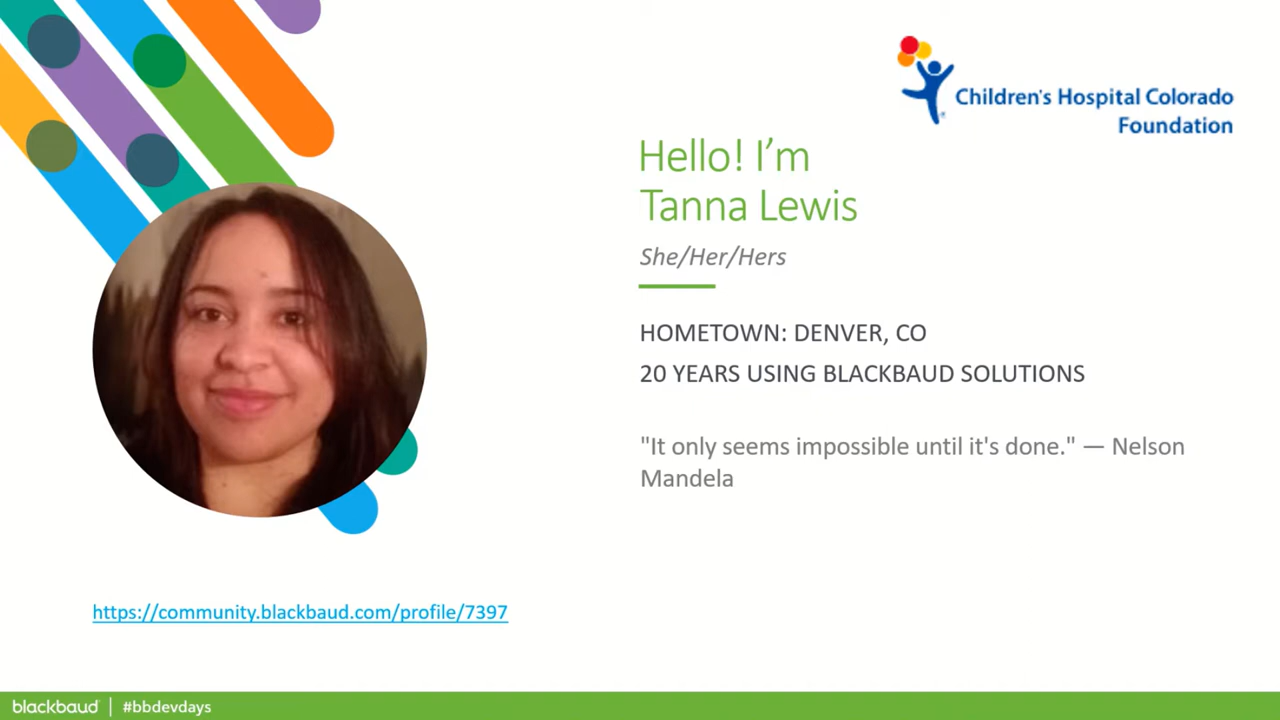 Children's Hospital Colorado
Foundation
Hello! I'm
Tanna Lewis
She/Her/Hers
HOMETOWN: DENVER, CO
20 YEARS USING BLACKBAUD SOLUTIONS
"It only seems impossible until it's done." — Nelson
Mandela
https://community.blackbaud.com/profile/7397
blackbaud | #bbdevdays